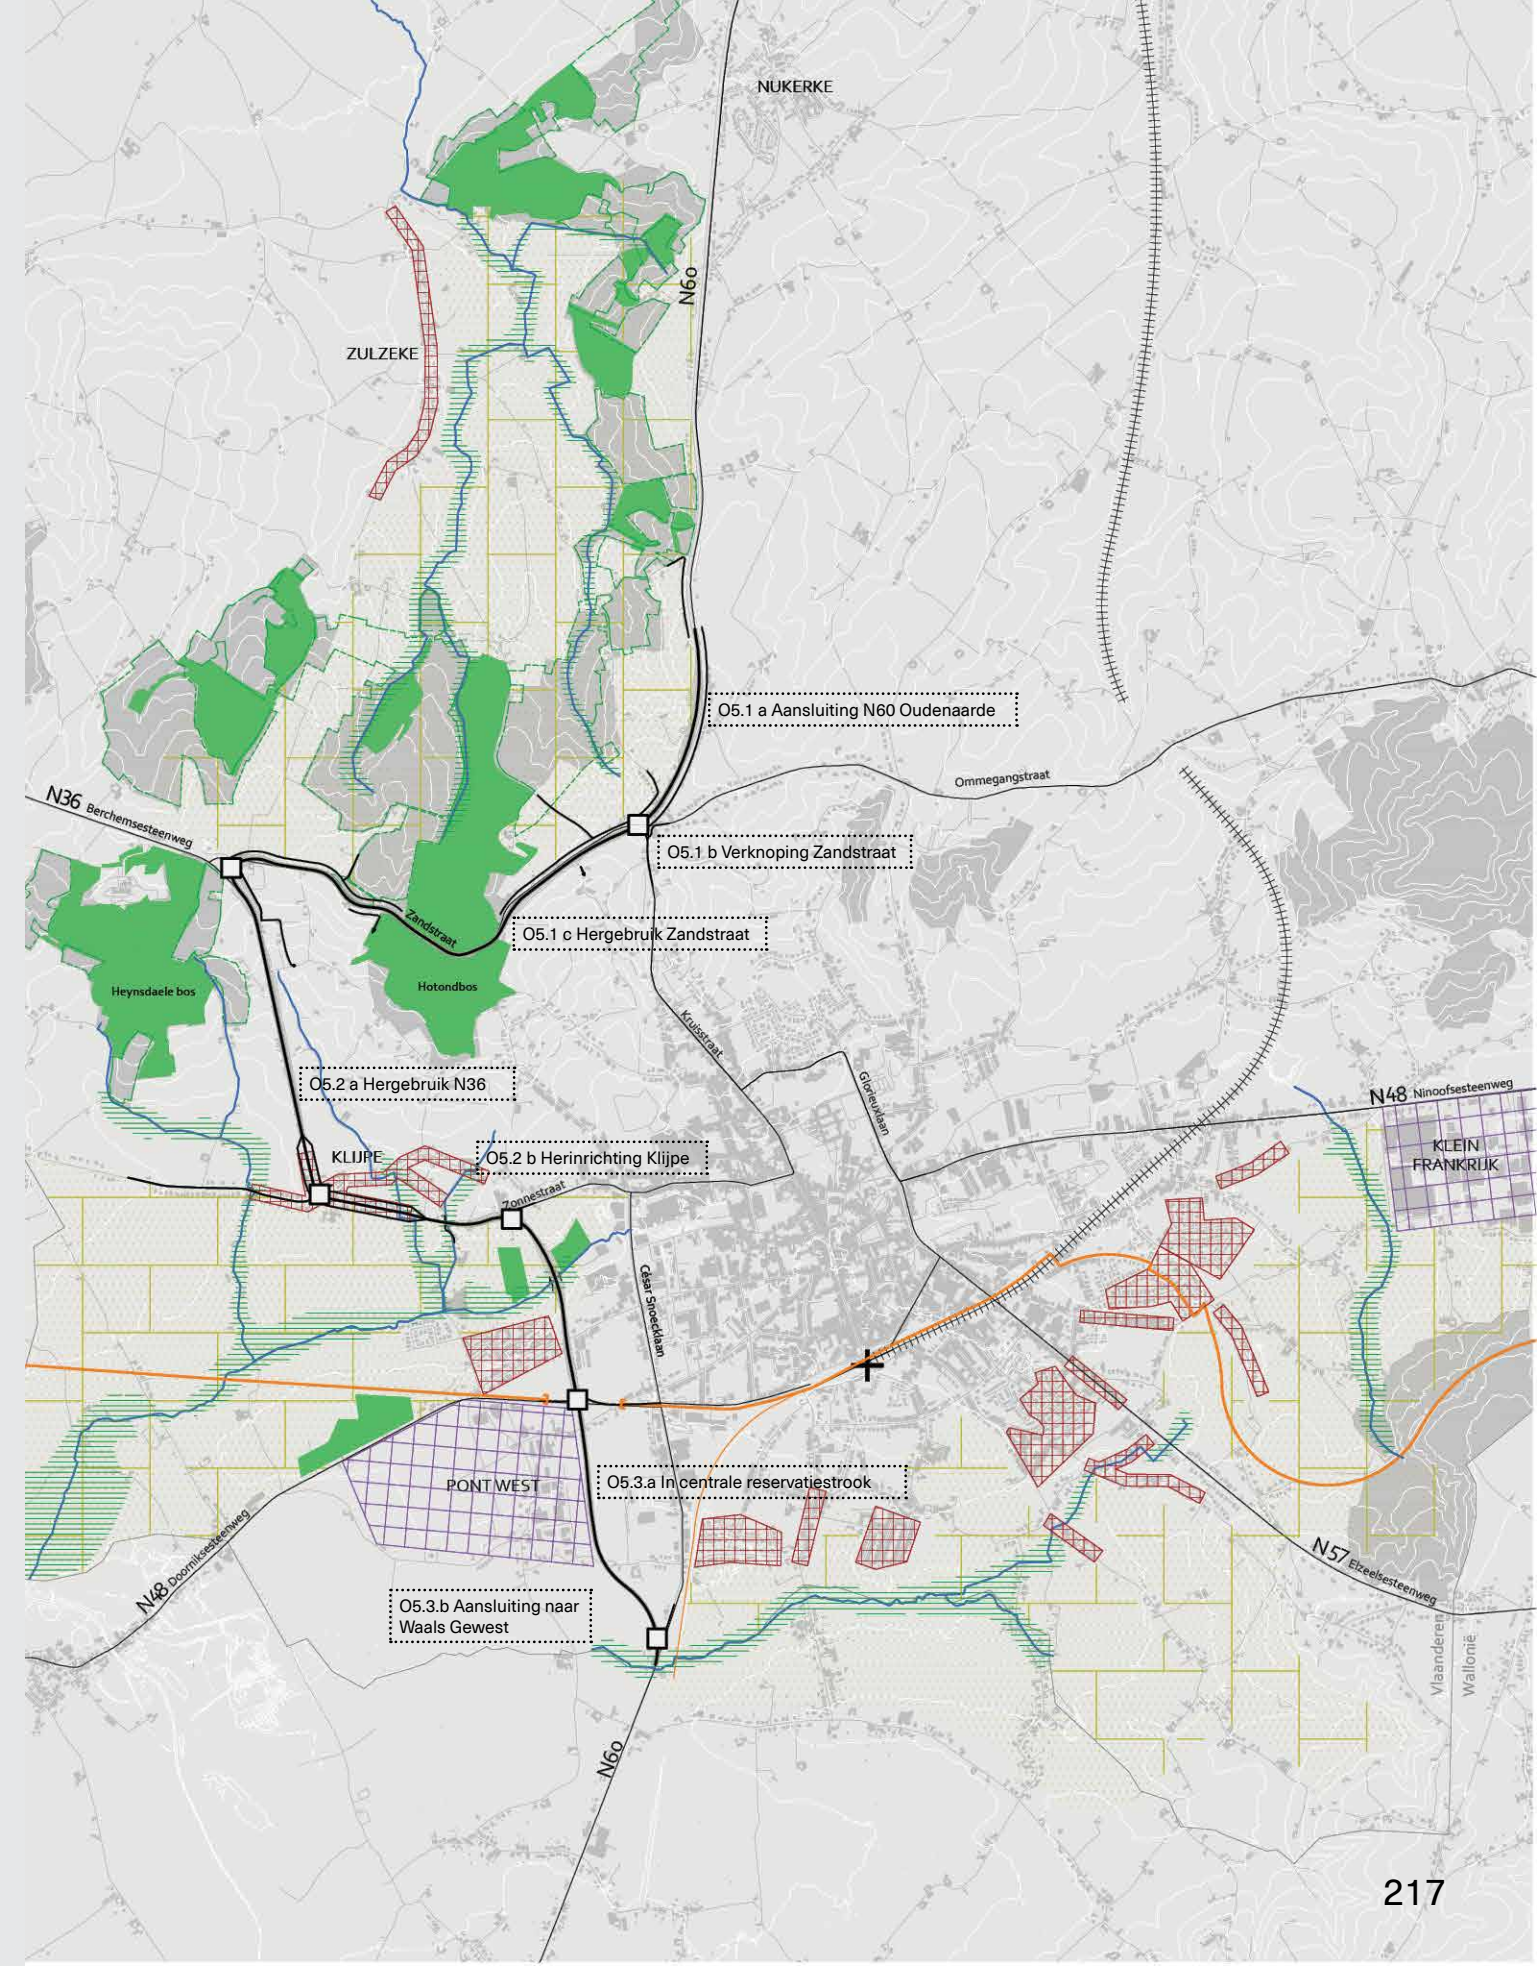 NUKERKE
N60
ZULZEKE
O5.1 a Aansluiting N60 Oudenaarde
Ommegangstraat
N36 Berchemsesteenweg
O5.1 b Verknoping Zandstraat
Zandstraat
O5.1 c Hergebruik Zandstraat
Heynsdaele bos
Hotondbos
Kruisstraat
O5.2 a Hergebruik N36
Glorieuxlaan
N48 Ninoofsesteenweg
KLEIN
FRANKRIJK
KLIJPE
O5.2 b Herinrichting Klijpe
Zonnestraat
César Snoecklaan
PONT WEST
O5.3.a In centrale reservatiestrook
N48 Doorniksesteenweg
N57 Elzeelsesteenweg
O5.3.b Aansluiting naar
Waals Gewest
Vlaanderen
Wallonië
N60
217